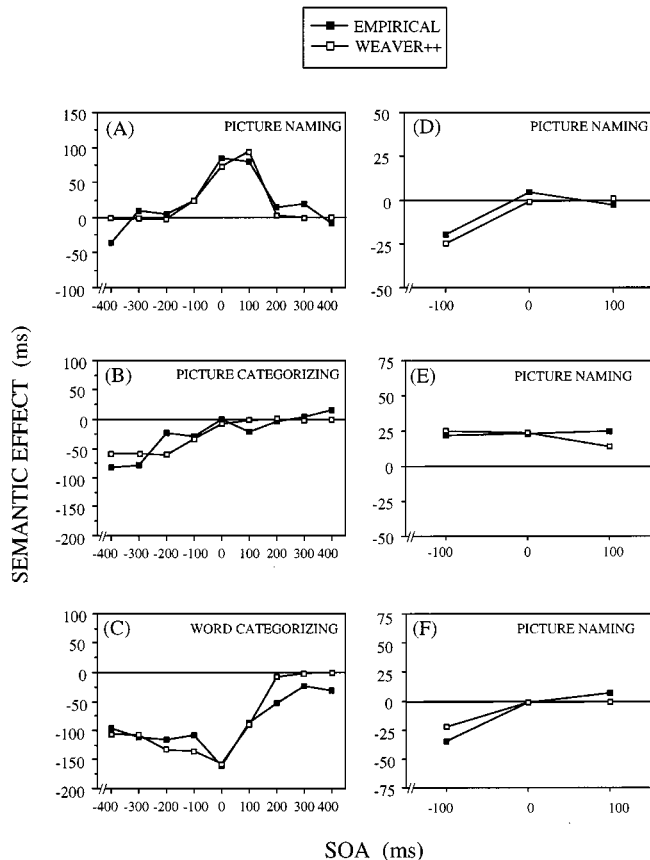 EMPIRICAL
WEAVER++
SEMANTIC EFFECT (ms)
(A) PICTURE NAMING
100
50
0
-50
-100
-400 -300 -200 -100 0 100 200 300 400
(D) PICTURE NAMING
50
25
0
-25
-50
-100 0 100
(B) PICTURE CATEGORIZING
100
50
0
-50
-100
-150
-200
-400 -300 -200 -100 0 100 200 300 400
(E) PICTURE NAMING
75
50
25
0
-25
-50
-100 0 100
(C) WORD CATEGORIZING
100
50
0
-50
-100
-150
-200
-400 -300 -200 -100 0 100 200 300 400
(F) PICTURE NAMING
75
50
25
0
-25
-50
-75
-100 0 100
SOA (ms)